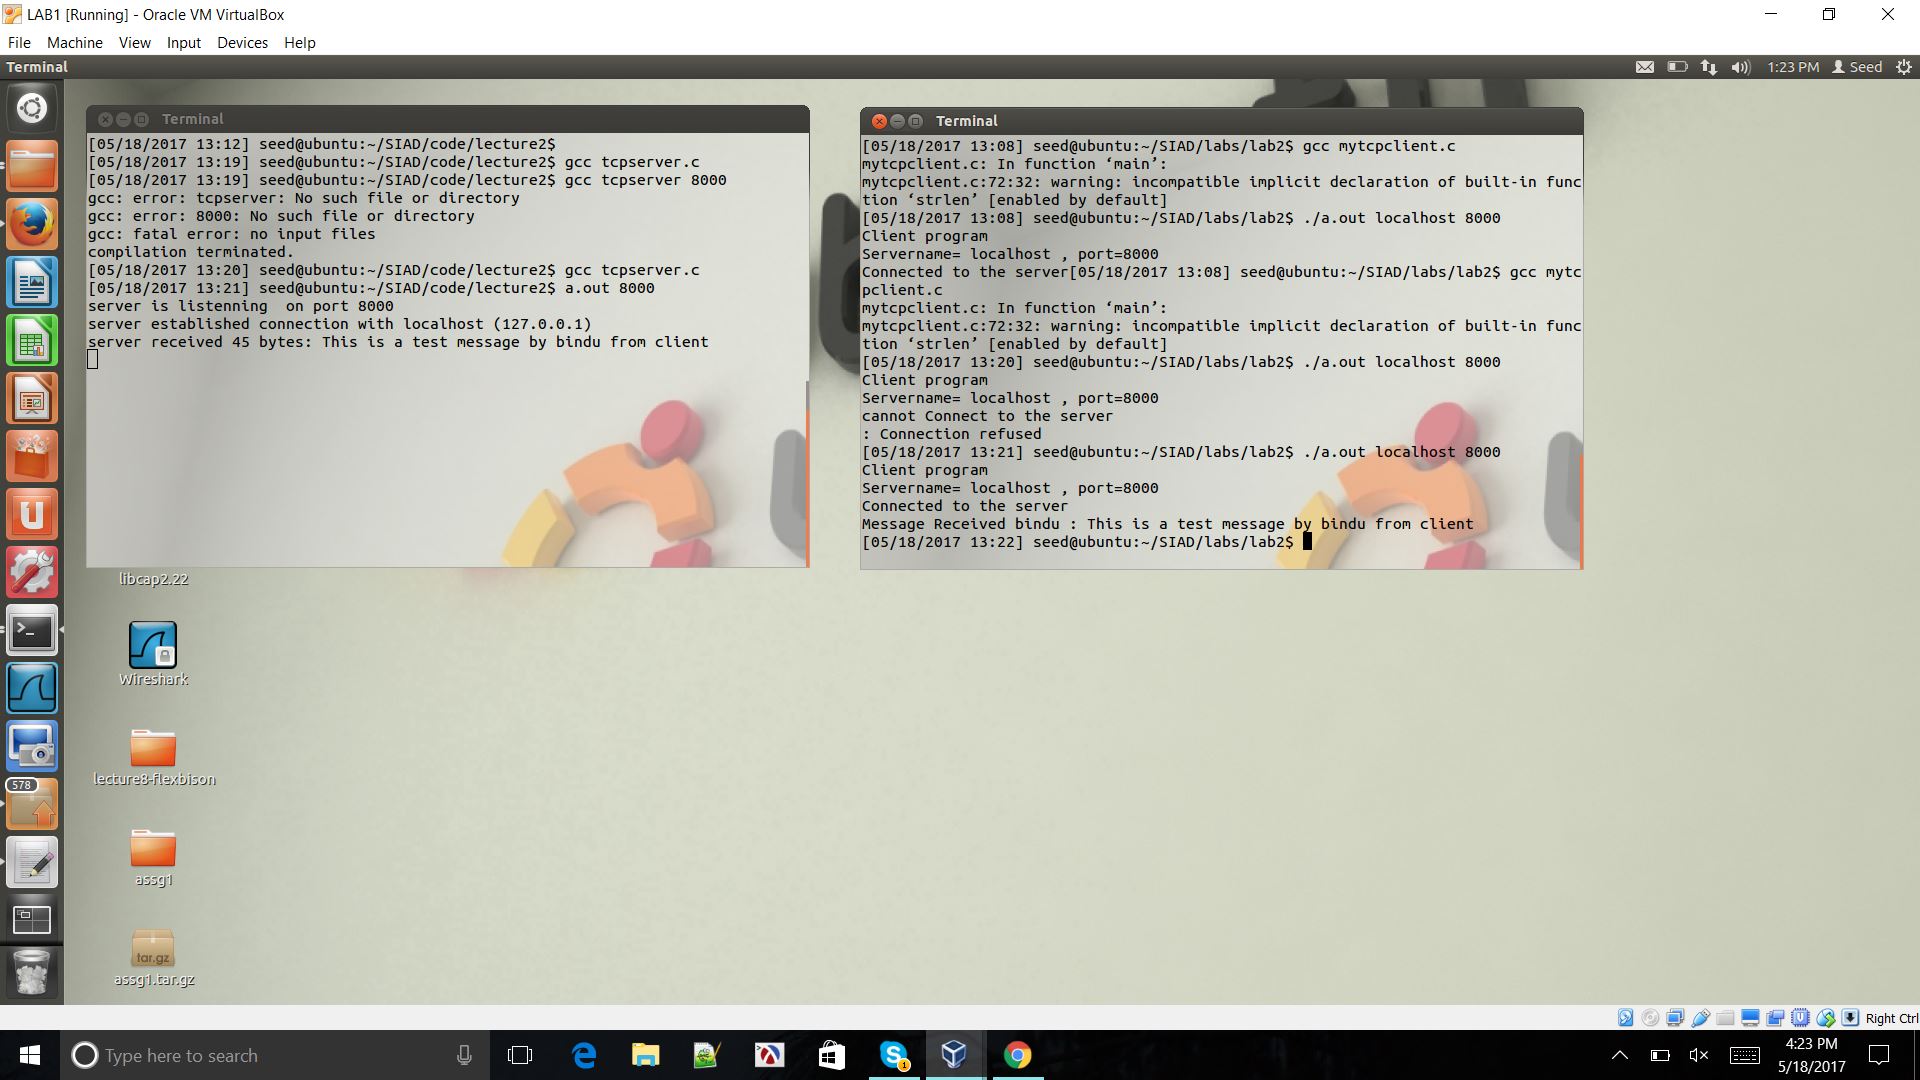 LAB1 [Running] - Oracle VM VirtualBox
File Machine View Input Devices Help
Terminal
1:23 PM Seed
Terminal
[05/18/2017 13:12] seed@ubuntu:~/SIAD/code/lecture2$
[05/18/2017 13:19] seed@ubuntu:~/SIAD/code/lecture2$ gcc tcpserver.c
[05/18/2017 13:19] seed@ubuntu:~/SIAD/code/lecture2$ gcc tcpserver 8000
gcc: error: tcpserver: No such file or directory
gcc: error: 8000: No such file or directory
gcc: fatal error: no input files
compilation terminated.
[05/18/2017 13:20] seed@ubuntu:~/SIAD/code/lecture2$ gcc tcpserver.c
[05/18/2017 13:21] seed@ubuntu:~/SIAD/code/lecture2$ a.out 8000
server is listenning  on port 8000
server established connection with localhost (127.0.0.1)
server received 45 bytes: This is a test message by bindu from client
Terminal
[05/18/2017 13:08] seed@ubuntu:~/SIAD/labs/lab2$ gcc mytcpclient.c
mytcpclient.c: In function ‘main’:
mytcpclient.c:72:32: warning: incompatible implicit declaration of built-in func
tion ‘strlen’ [enabled by default]
[05/18/2017 13:08] seed@ubuntu:~/SIAD/labs/lab2$ ./a.out localhost 8000
Client program
Servername= localhost , port=8000
Connected to the server[05/18/2017 13:08] seed@ubuntu:~/SIAD/labs/lab2$ gcc mytc
pclient.c
mytcpclient.c: In function ‘main’:
mytcpclient.c:72:32: warning: incompatible implicit declaration of built-in func
tion ‘strlen’ [enabled by default]
[05/18/2017 13:20] seed@ubuntu:~/SIAD/labs/lab2$ ./a.out localhost 8000
Client program
Servername= localhost , port=8000
cannot Connect to the server
: Connection refused
[05/18/2017 13:21] seed@ubuntu:~/SIAD/labs/lab2$ ./a.out localhost 8000
Client program
Servername= localhost , port=8000
Connected to the server
Message Received bindu : This is a test message by bindu from client
[05/18/2017 13:22] seed@ubuntu:~/SIAD/labs/lab2$
libcap2.22
Wireshark
lecture8-flexbison
578
assg1
tar.gz
assg1.tar.gz
Right Ctrl
Type here to search
1
4:23 PM
5/18/2017